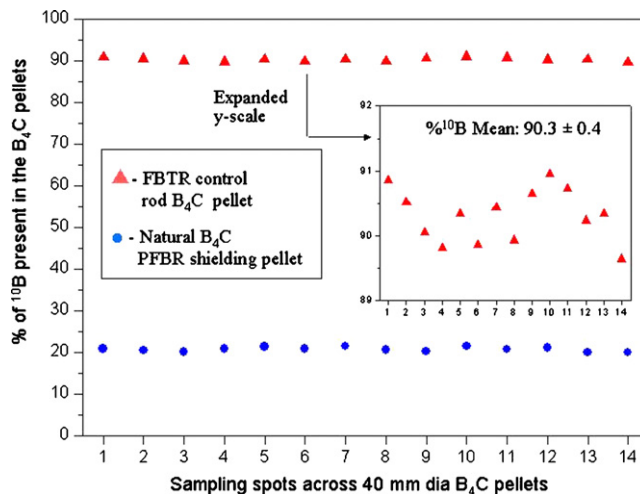 100
90
80
70
60
50
40
30
20
10
0
% of ¹⁰B present in the B₄C pellets
Expanded
y-scale
▲- FBTR control
rod B₄C pellet
●- Natural B₄C
PFBR shielding pellet
%¹⁰B Mean: 90.3 ± 0.4
92
91
90
89
1 2 3 4 5 6 7 8 9 10 11 12 13 14
1 2 3 4 5 6 7 8 9 10 11 12 13 14
Sampling spots across 40 mm dia B₄C pellets